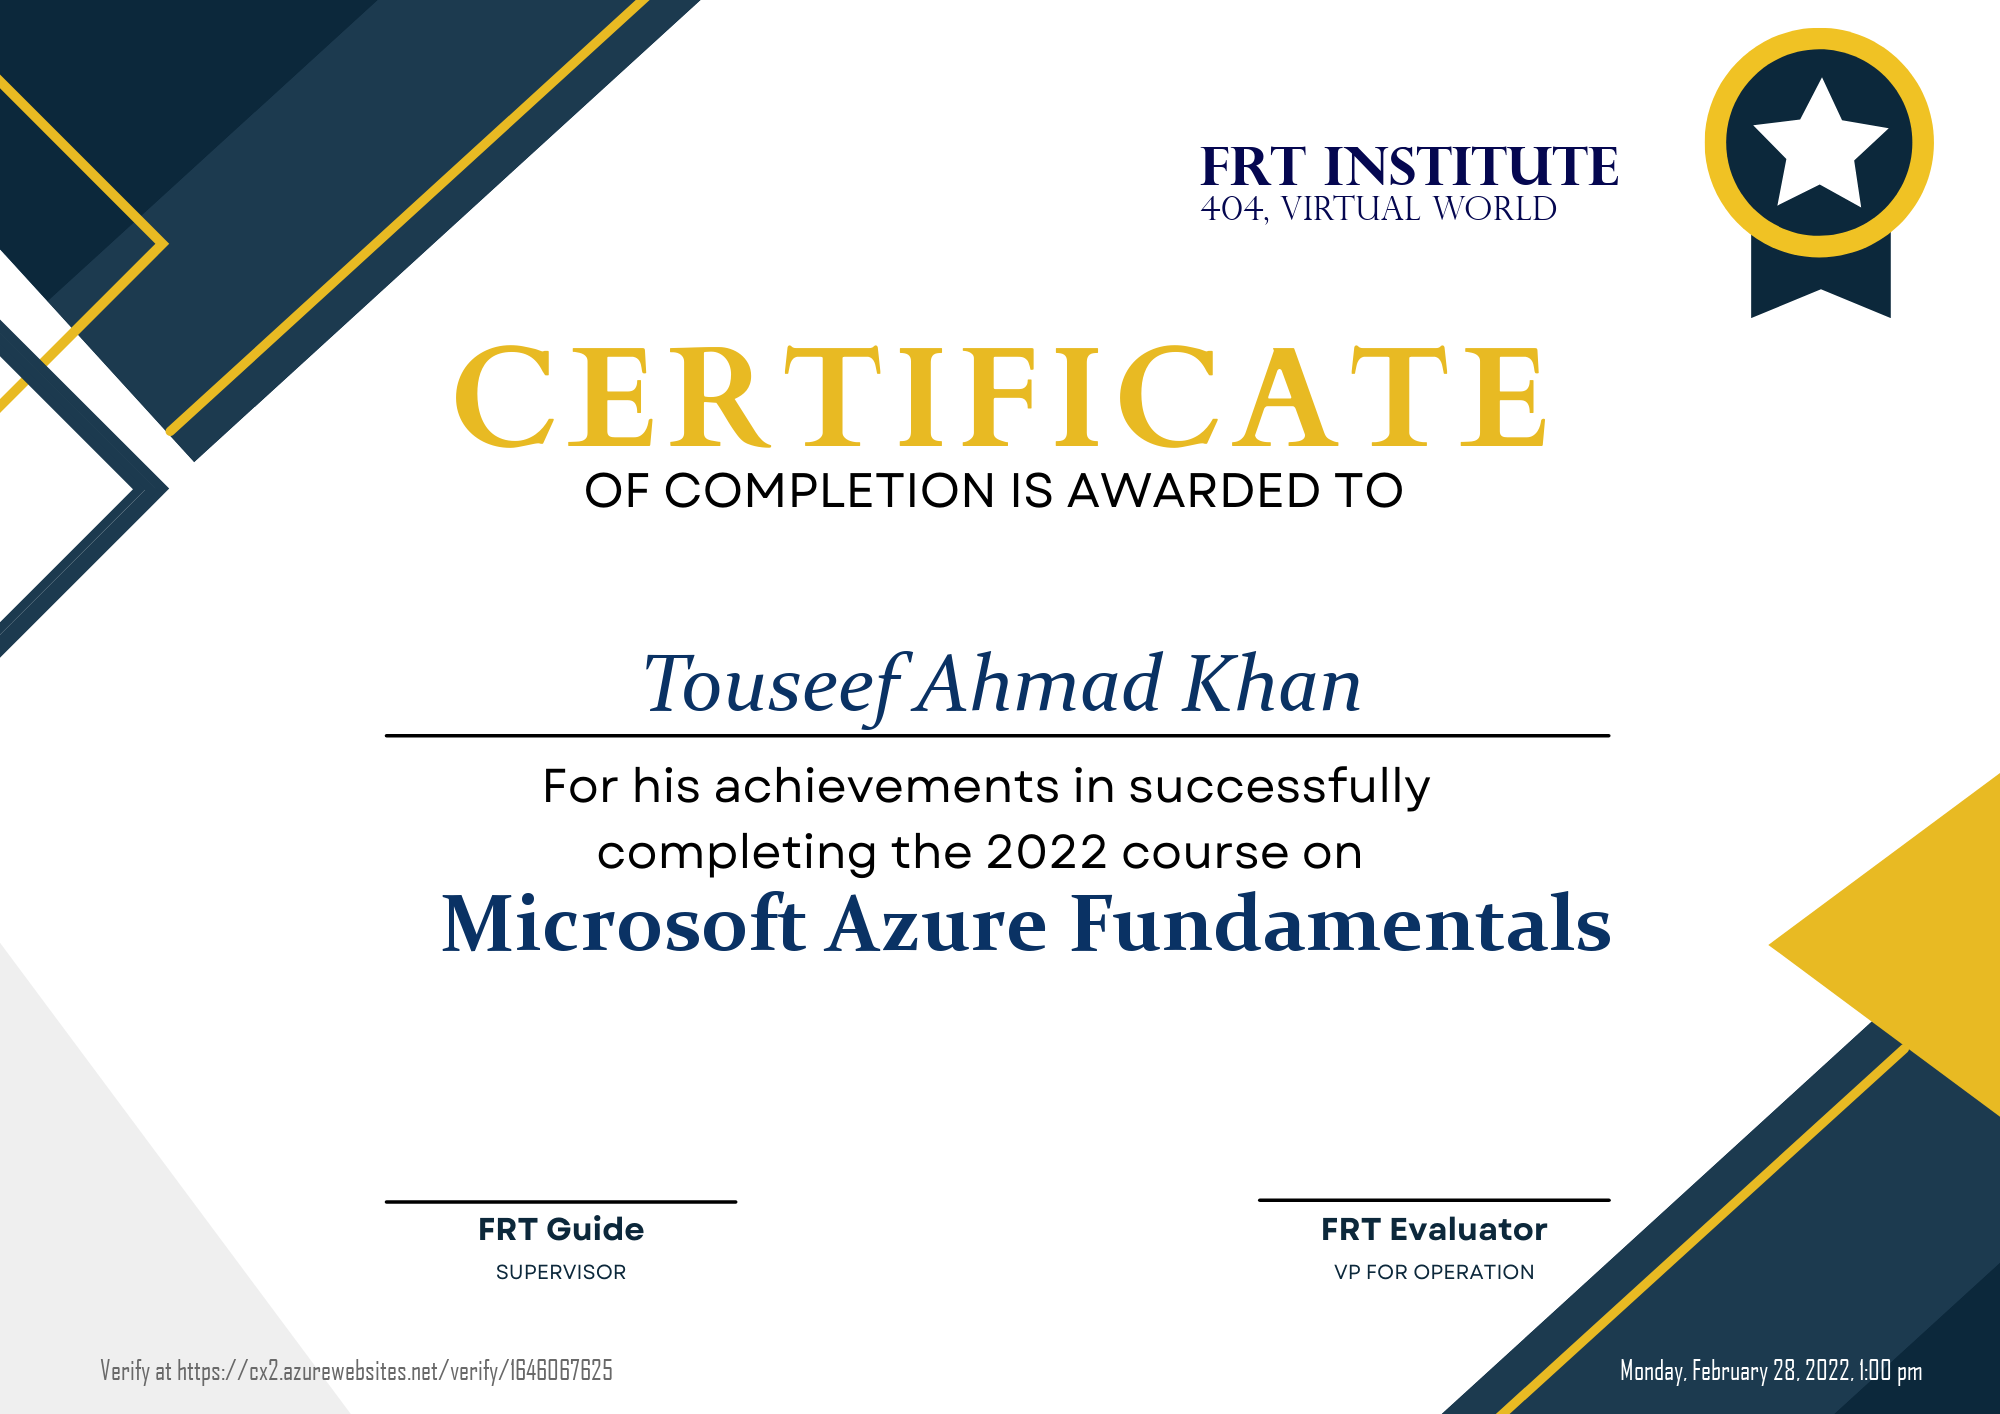 FRT INSTITUTE
404, VIRTUAL WORLD
CERTIFICATE
OF COMPLETION IS AWARDED TO
Touseef Ahmad Khan
For his achievements in successfully
completing the 2022 course on
Microsoft Azure Fundamentals
FRT Guide
SUPERVISOR
FRT Evaluator
VP FOR OPERATION
Verify at https://cx2.azurewebsites.net/verify/1646067625
Monday, February 28, 2022, 1:00 pm